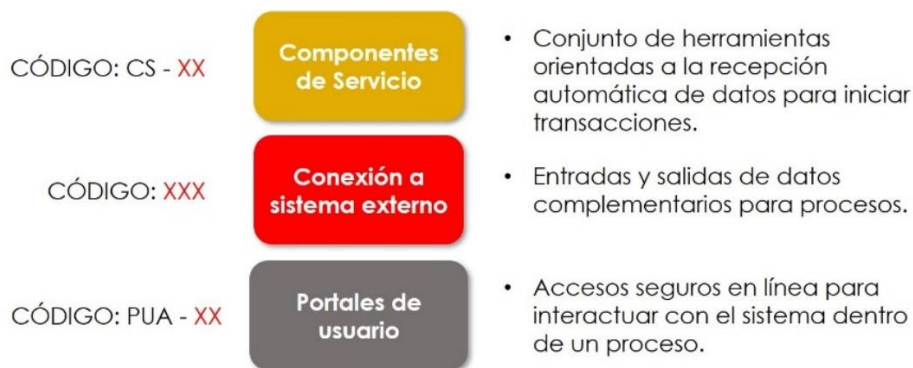 CÓDIGO: CS - XX
Componentes
de Servicio
• Conjunto de herramientas
orientadas a la recepción
automática de datos para iniciar
transacciones.
CÓDIGO: XXX
Conexión a
sistema externo
• Entradas y salidas de datos
complementarios para procesos.
CÓDIGO: PUA - XX
Portales de
usuario
• Accesos seguros en línea para
interactuar con el sistema dentro
de un proceso.